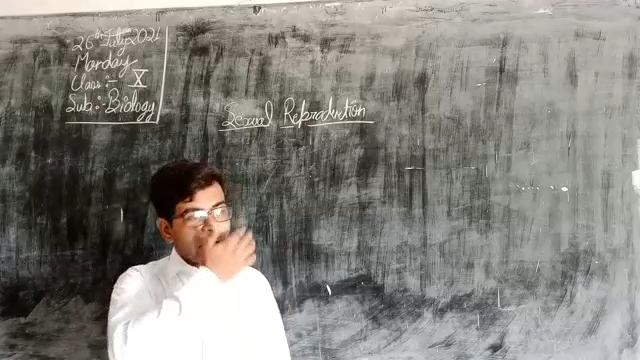 26th July 2021
Monday
Class :- X
Sub :- Biology
Sexual Reproduction